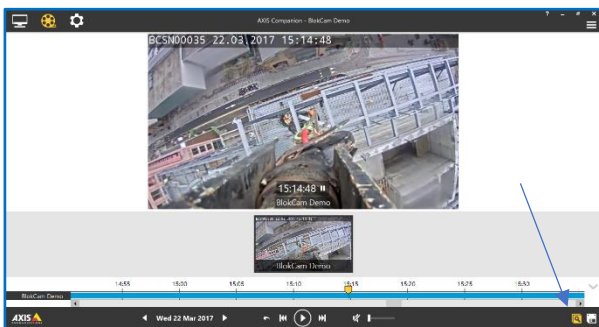 AXIS Companion - BlokCam Demo
BCSN00035 22.03.2017 15:14:48
15:14:48
BlokCam Demo
BlokCam Demo
14:55 15:00 15:05 15:10 15:15 15:20 15:25 15:30
BlokCam Demo
AXIS
Wed 22 Mar 2017